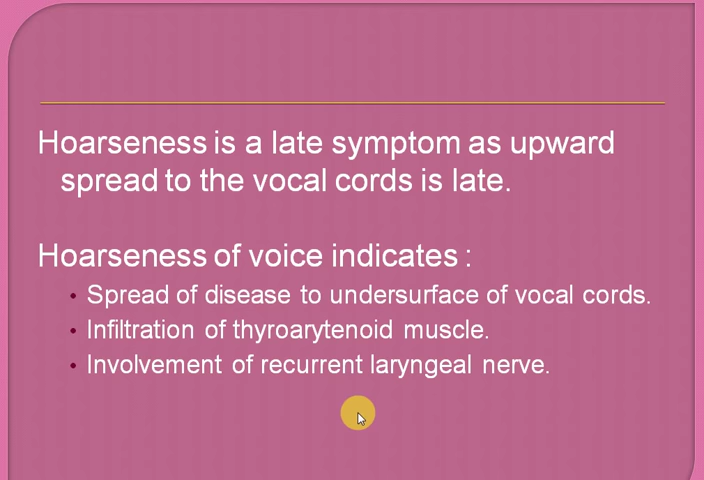 Hoarseness is a late symptom as upward
spread to the vocal cords is late.
Hoarseness of voice indicates :
• Spread of disease to undersurface of vocal cords.
• Infiltration of thyroarytenoid muscle.
• Involvement of recurrent laryngeal nerve.